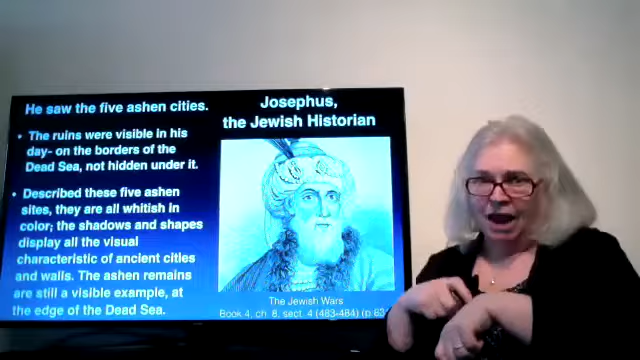 He saw the five ashen cities.
• The ruins were visible in his
day- on the borders of the
Dead Sea, not hidden under it.
• Described these five ashen
sites, they are all whitish in
color; the shadows and shapes
display all the visual
characteristic of ancient cities
and walls. The ashen remains
are still a visible example, at
the edge of the Dead Sea.
Josephus,
the Jewish Historian
The Jewish Wars
Book 4, ch. 8, sect. 4 (483-484) (p